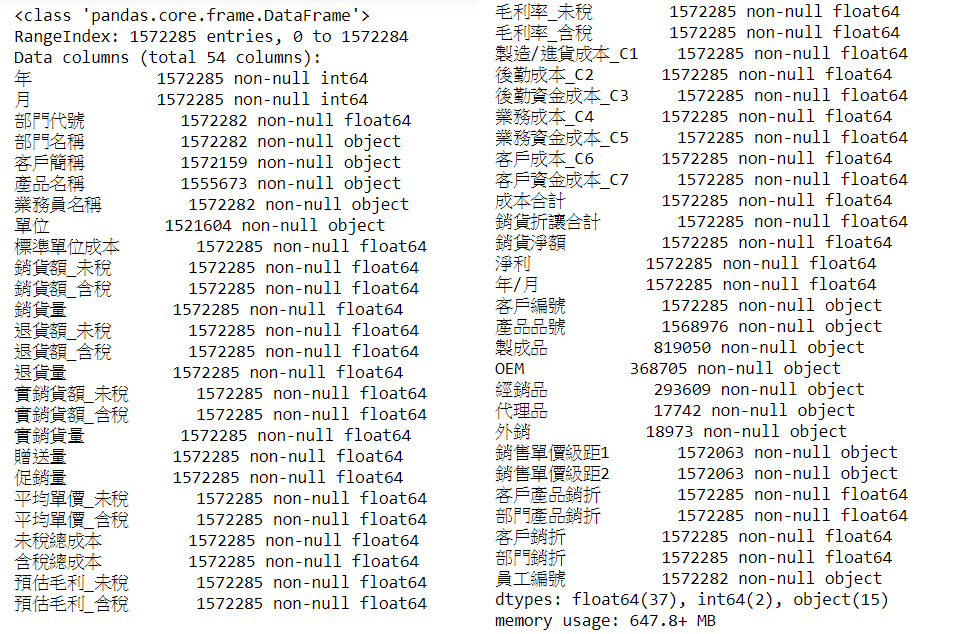 <class 'pandas.core.frame.DataFrame'>
RangeIndex: 1572285 entries, 0 to 1572284
Data columns (total 54 columns):
年 1572285 non-null int64
月 1572285 non-null int64
部門代號 1572282 non-null float64
部門名稱 1572282 non-null object
客戶簡稱 1572159 non-null object
產品名稱 1555673 non-null object
業務員名稱 1572282 non-null object
單位 1521604 non-null object
標準單位成本 1572285 non-null float64
銷貨額_未稅 1572285 non-null float64
銷貨額_含稅 1572285 non-null float64
銷貨量 1572285 non-null float64
退貨額_未稅 1572285 non-null float64
退貨額_含稅 1572285 non-null float64
退貨量 1572285 non-null float64
實銷貨額_未稅 1572285 non-null float64
實銷貨額_含稅 1572285 non-null float64
實銷貨量 1572285 non-null float64
贈送量 1572285 non-null float64
促銷量 1572285 non-null float64
平均單價_未稅 1572285 non-null float64
平均單價_含稅 1572285 non-null float64
未稅總成本 1572285 non-null float64
含稅總成本 1572285 non-null float64
預估毛利_未稅 1572285 non-null float64
預估毛利_含稅 1572285 non-null float64
毛利率_未稅 1572285 non-null float64
毛利率_含稅 1572285 non-null float64
製造/進貨成本_C1 1572285 non-null float64
後勤成本_C2 1572285 non-null float64
後勤資金成本_C3 1572285 non-null float64
業務成本_C4 1572285 non-null float64
業務資金成本_C5 1572285 non-null float64
客戶成本_C6 1572285 non-null float64
客戶資金成本_C7 1572285 non-null float64
成本合計 1572285 non-null float64
銷貨折讓合計 1572285 non-null float64
銷貨淨額 1572285 non-null float64
淨利 1572285 non-null float64
年/月 1572285 non-null float64
客戶編號 1572285 non-null object
產品品號 1568976 non-null object
製成品 819050 non-null object
OEM 368705 non-null object
經銷品 293609 non-null object
代理品 17742 non-null object
外銷 18973 non-null object
銷售單價級距1 1572063 non-null object
銷售單價級距2 1572063 non-null object
客戶產品銷折 1572285 non-null float64
部門產品銷折 1572285 non-null float64
客戶銷折 1572285 non-null float64
部門銷折 1572285 non-null float64
員工編號 1572282 non-null object
dtypes: float64(37), int64(2), object(15)
memory usage: 647.8+ MB